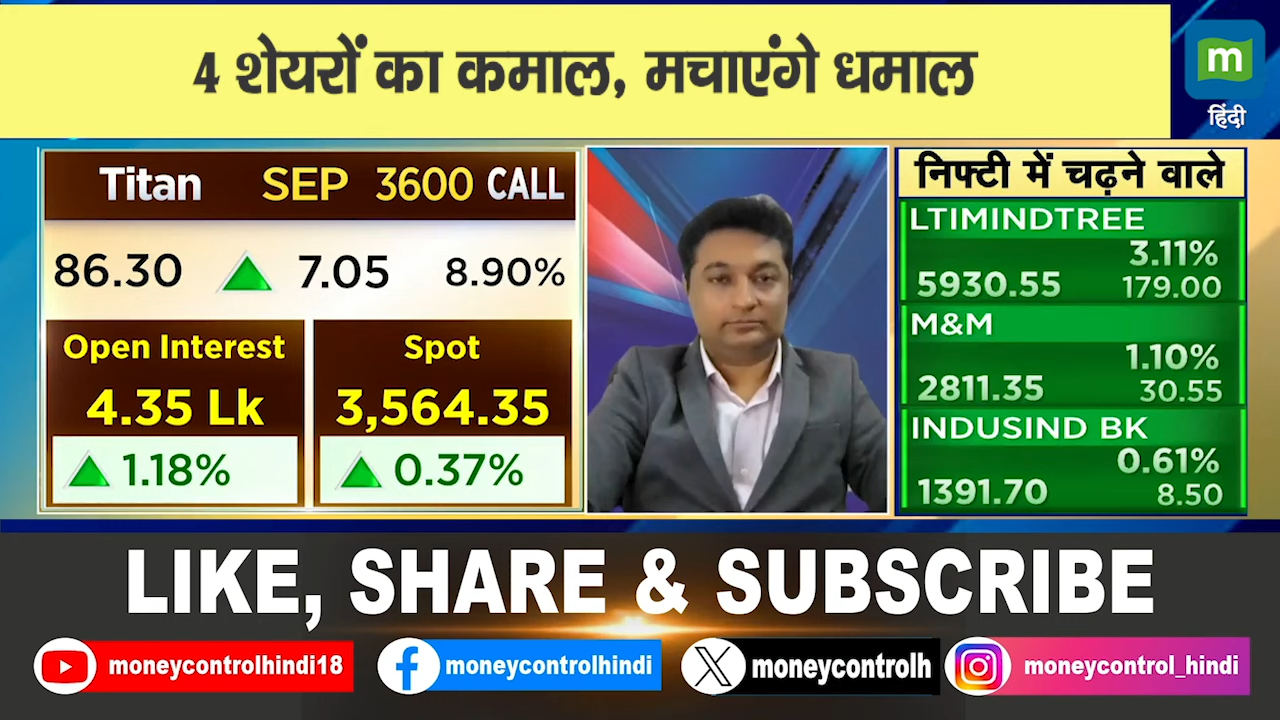 4 शेयरों का कमाल, मचाएंगे धमाल
m
हिंदी
Titan SEP 3600 CALL
86.30 7.05 8.90%
Open Interest
4.35 Lk
1.18%
Spot
3,564.35
0.37%
निफ्टी में चढ़ने वाले
LTIMINDTREE
3.11%
5930.55 179.00
M&M
1.10%
2811.35 30.55
INDUSIND BK
0.61%
1391.70 8.50
LIKE, SHARE & SUBSCRIBE
moneycontrolhindi18 moneycontrolhindi moneycontrolh moneycontrol_hindi